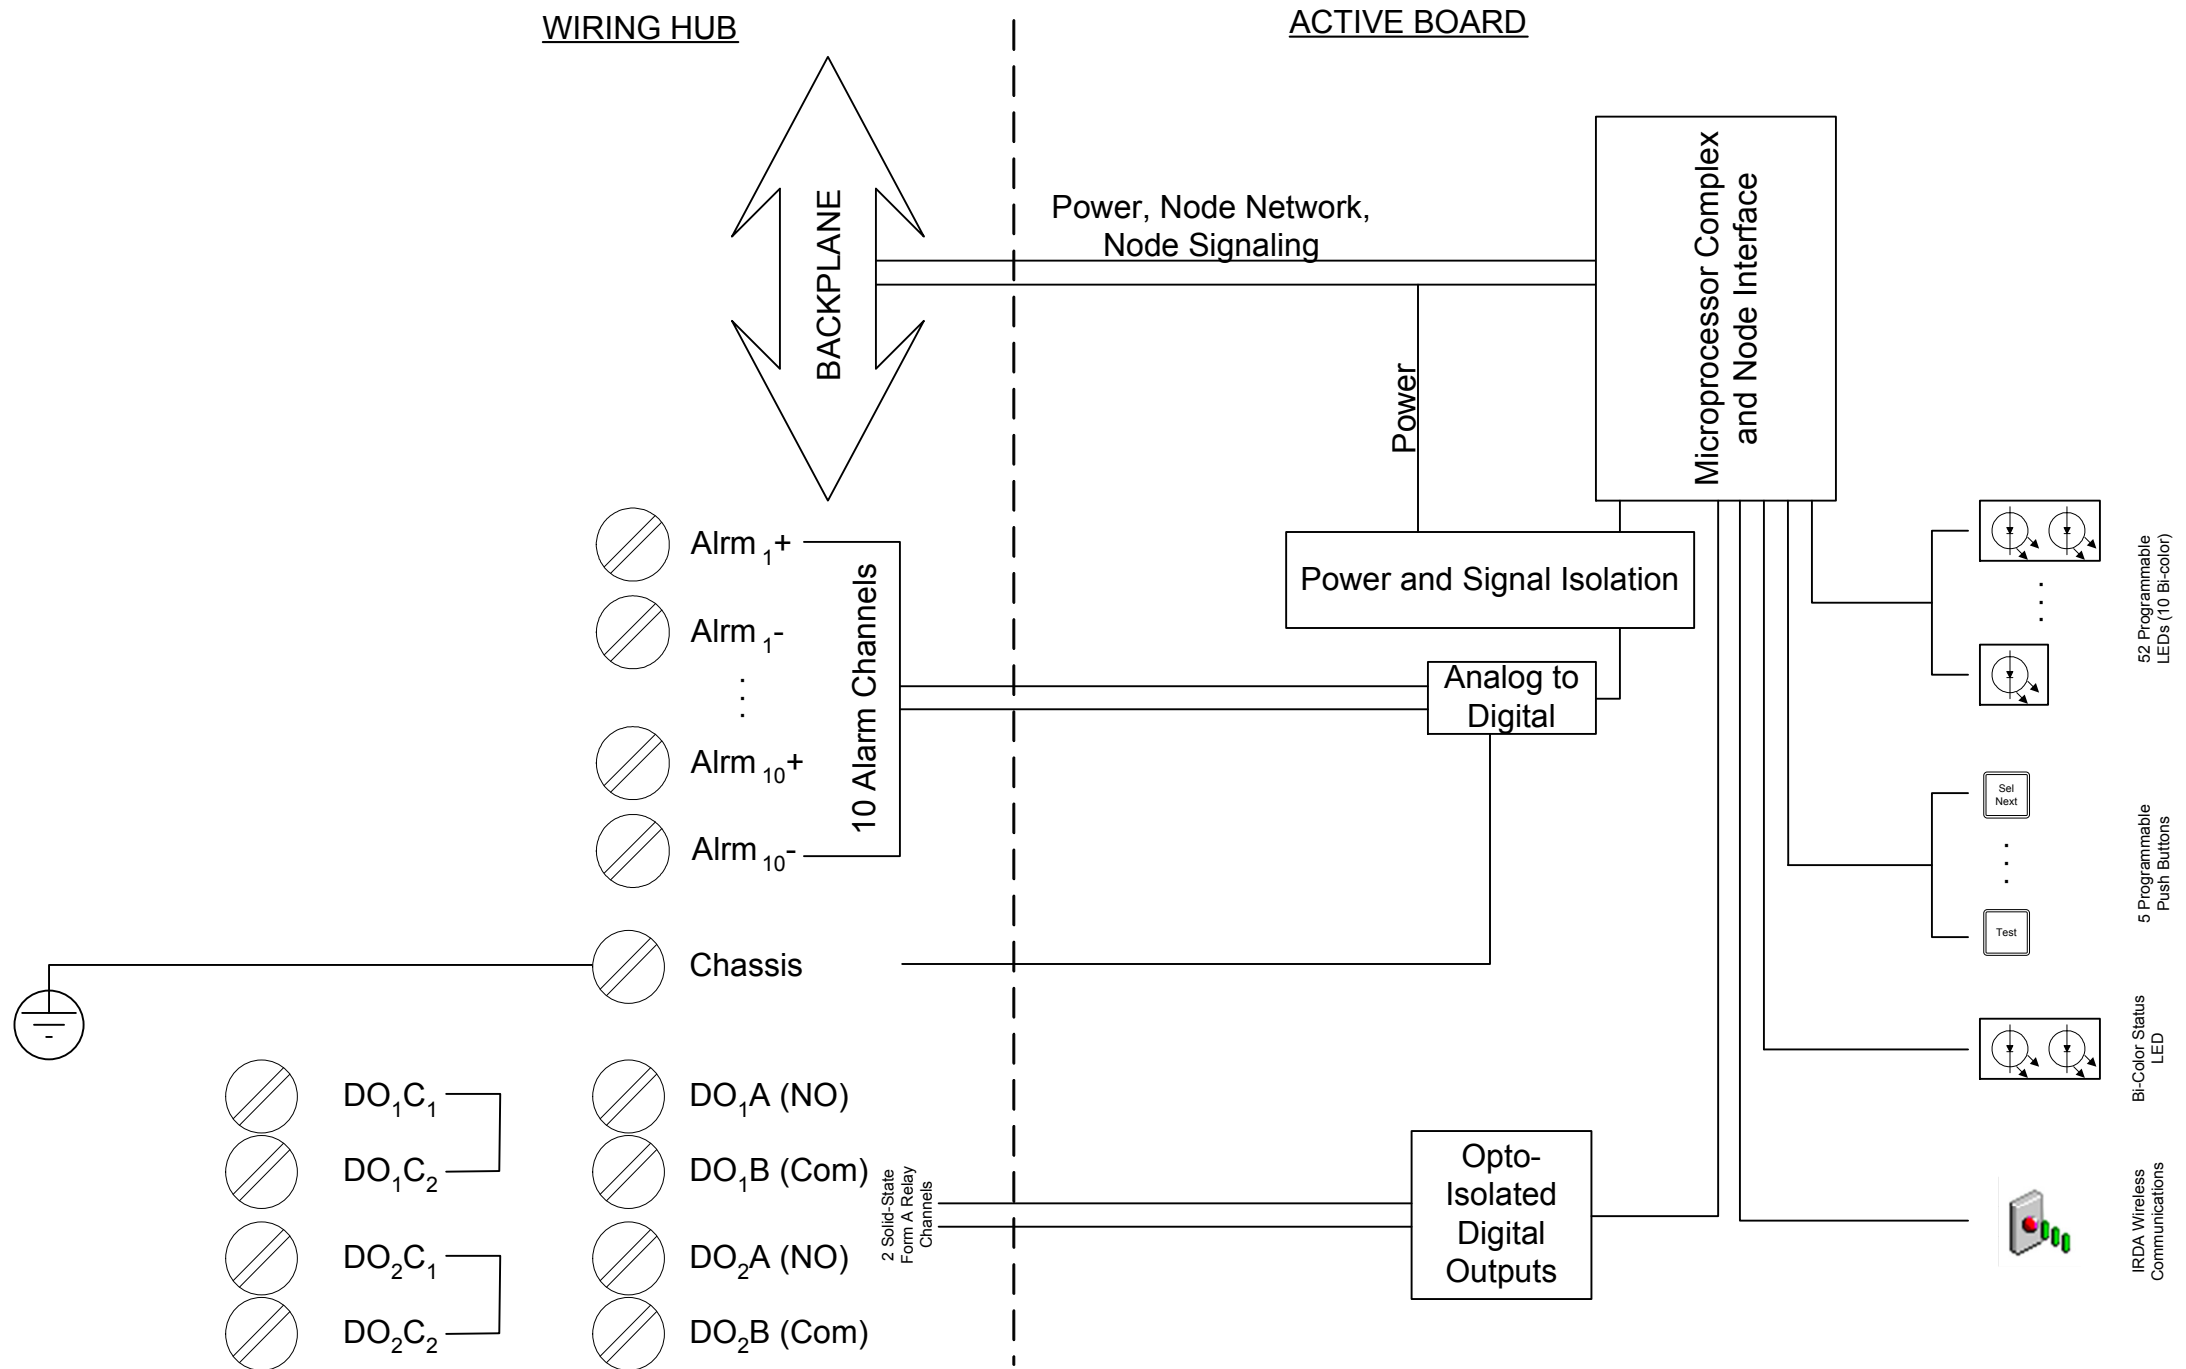 WIRING HUB
ACTIVE BOARD
BACKPLANE
Power, Node Network,
Node Signaling
Microprocessor Complex
and Node Interface
Power
Power and Signal Isolation
Alrm 1+
Alrm 1-
Alrm 10+
Alrm 10-
10 Alarm Channels
Analog to
Digital
Chassis
DO1C1
DO1C2
DO2C1
DO2C2
DO1A (NO)
DO1B (Com)
DO2A (NO)
DO2B (Com)
2 Solid-State
Form A Relay
Channels
Opto-
Isolated
Digital
Outputs
52 Programmable
LEDs (10 Bi-color)
Sel
Next
Test
5 Programmable
Push Buttons
Bi-Color Status
LED
IRDA Wireless
Communications